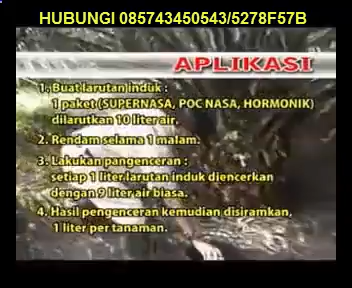 HUBUNGI 085743450543/5278F57B
APLIKASI
1. Buat larutan induk :
1 paket (SUPERNASA, POC NASA, HORMONIK)
dilarutkan 10 liter air.
2. Rendam selama 1 malam.
3. Lakukan pangenceran :
setiap 1 liter larutan induk diencerkan
dengan 9 liter air biasa.
4. Hasil pengenceran kemudian disiramkan,
1 liter per tanaman.